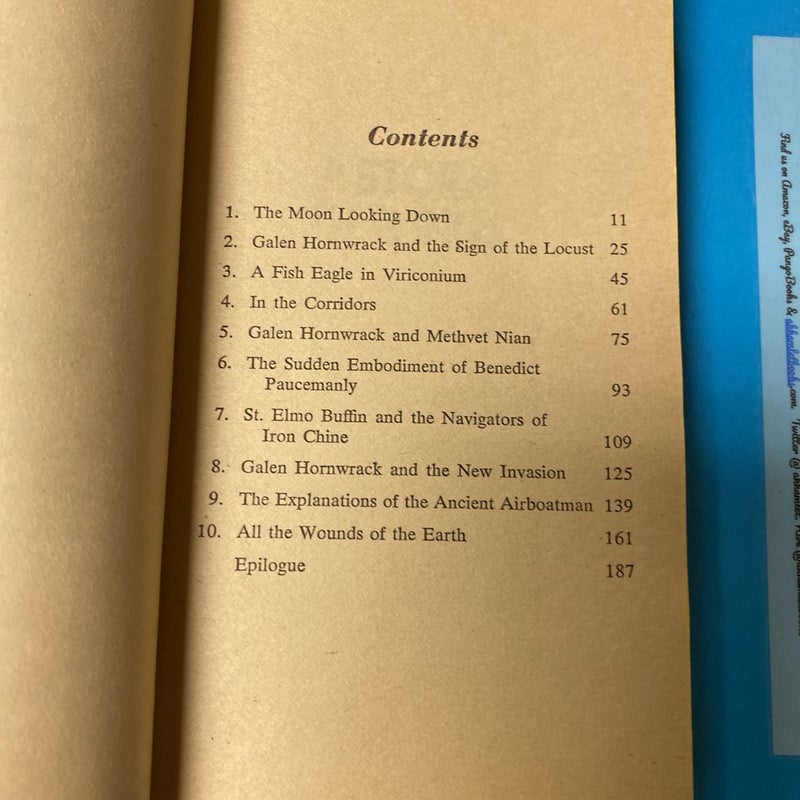 Contents
1. The Moon Looking Down 11
2. Galen Hornwrack and the Sign of the Locust 25
3. A Fish Eagle in Viriconium 45
4. In the Corridors 61
5. Galen Hornwrack and Methvet Nian 75
6. The Sudden Embodiment of Benedict
Paucemanly 93
7. St. Elmo Buffin and the Navigators of
Iron Chine 109
8. Galen Hornwrack and the New Invasion 125
9. The Explanations of the Ancient Airboatman 139
10. All the Wounds of the Earth 161
Epilogue 187
Find us on Amazon, eBay, PangoBooks & .com. Twitter @